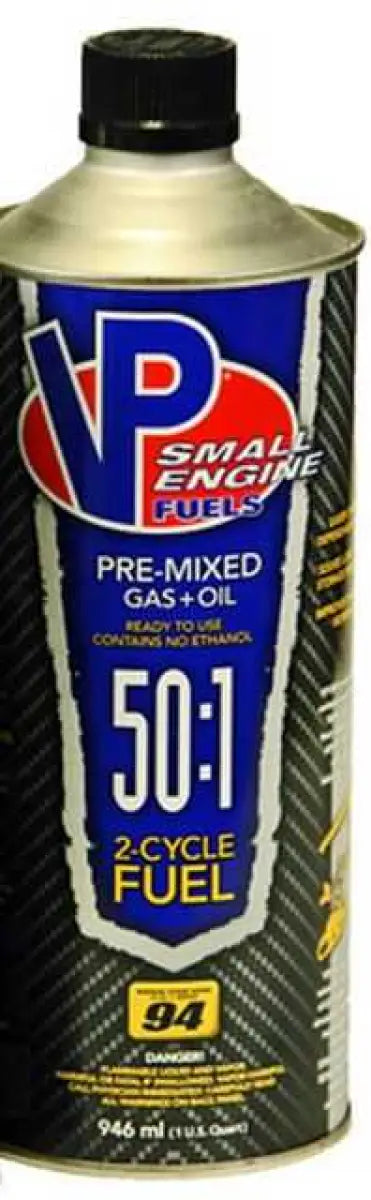 VP
SMALL
ENGINE
FUELS
PRE-MIXED
GAS+OIL
READY TO USE
CONTAINS NO ETHANOL
50:1
2-CYCLE
FUEL
94
DANGER!
946 ml (1 U.S. Quart)